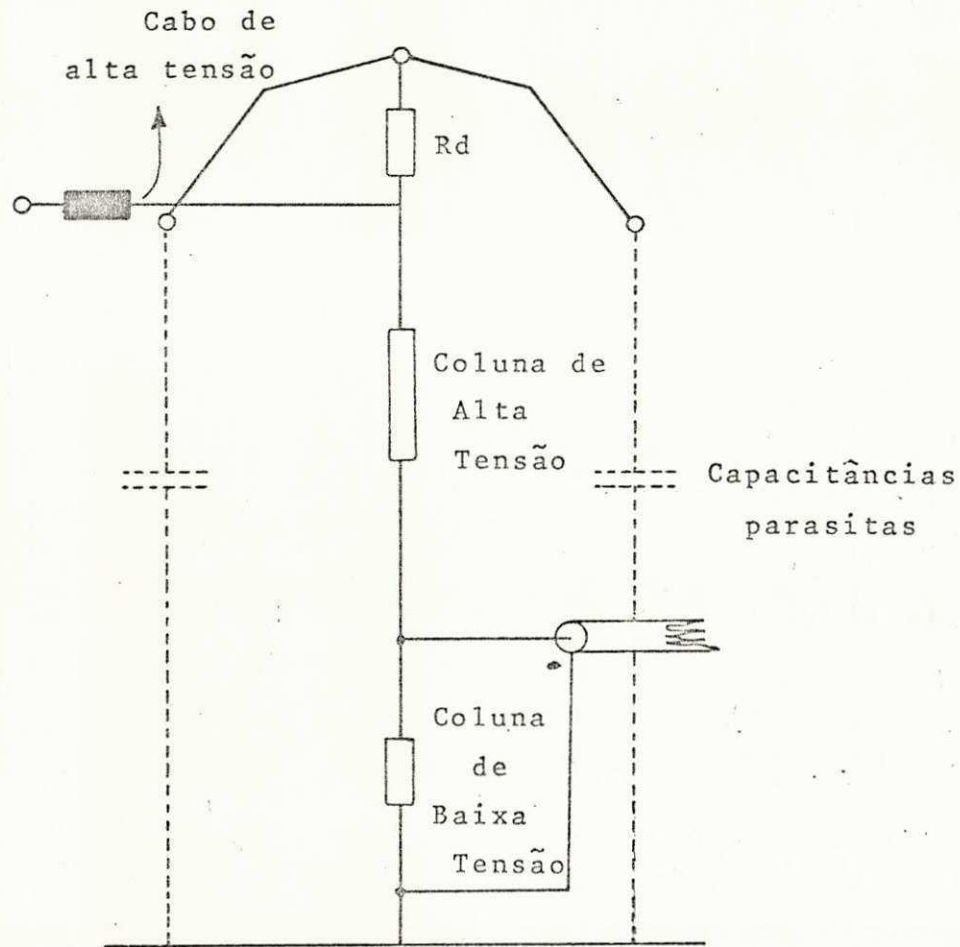 Cabo de
alta tensão
Rd
Coluna de
Alta
Tensão
Capacitâncias
parasitas
Coluna
de
Baixa
Tensão